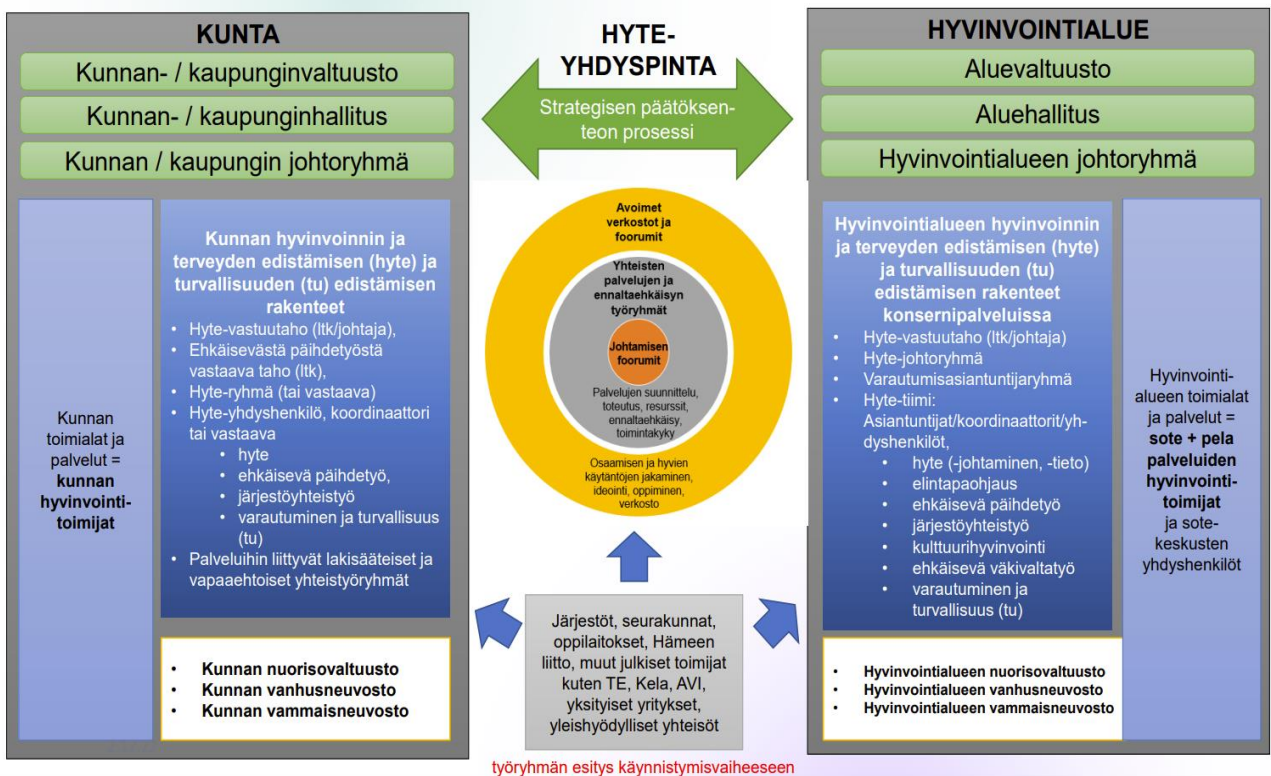 KUNTA
Kunnan- / kaupunginvaltuusto
Kunnan- / kaupunginhallitus
Kunnan / kaupungin johtoryhmä
Kunnan
toimialat ja
palvelut =
kunnan
hyvinvointi-
toimijat
Kunnan hyvinvoinnin ja
terveyden edistämisen (hyte) ja
turvallisuuden (tu) edistämisen
rakenteet
• Hyte-vastuutaho (ltk/johtaja),
• Ehkäisevästä päihdetyöstä
vastaava taho (ltk),
• Hyte-ryhmä (tai vastaava)
• Hyte-yhdyshenkilö, koordinaattori
tai vastaava
• hyte
• ehkäisevä päihdetyö,
• järjestöyhteistyö
• varautuminen ja turvallisuus
(tu)
• Palveluihin liittyvät lakisääteiset ja
vapaaehtoiset yhteistyöryhmät
• Kunnan nuorisovaltuusto
• Kunnan vanhusneuvosto
• Kunnan vammaisneuvosto
HYTE-
YHDYSPINTA
Strategisen päätöksen-
teon prosessi
Avoimet
verkostot ja
foorumit
Yhteisten
palvelujen ja
ennaltaehkäisyn
työryhmät
Johtamisen
foorumit
Palvelujen suunnittelu,
toteutus, resurssit,
ennaltaehkäisy,
toimintakyky
Osaamisen ja hyvien
käytäntöjen jakaminen,
ideointi, oppiminen,
verkosto
Järjestöt, seurakunnat,
oppilaitokset, Hämeen
liitto, muut julkiset toimijat
kuten TE, Kela, AVI,
yksityiset yritykset,
yleishyödylliset yhteisöt
työryhmän esitys käynnistymisvaiheeseen
HYVINVOINTIALUE
Aluevaltuusto
Aluehallitus
Hyvinvointialueen johtoryhmä
Hyvinvointialueen hyvinvoinnin
ja terveyden edistämisen (hyte)
ja turvallisuuden (tu)
edistämisen rakenteet
konsernipalveluissa
• Hyte-vastuutaho (ltk/johtaja)
• Hyte-johtoryhmä
• Varautumisasiantuntijaryhmä
• Hyte-tiimi:
Asiantuntijat/koordinaattorit/yh-
dyshenkilöt,
• hyte (-johtaminen, -tieto)
• elintapaohjaus
• ehkäisevä päihdetyö
• järjestöyhteistyö
• kulttuurihyvinvointi
• ehkäisevä väkivaltatyö
• varautuminen ja
turvallisuus (tu)
• Hyvinvointialueen nuorisovaltuusto
• Hyvinvointialueen vanhusneuvosto
• Hyvinvointialueen vammaisneuvosto
Hyvinvointi-
alueen toimialat
ja palvelut =
sote + pela
palveluiden
hyvinvointi-
toimijat
ja sote-
keskusten
yhdyshenkilöt